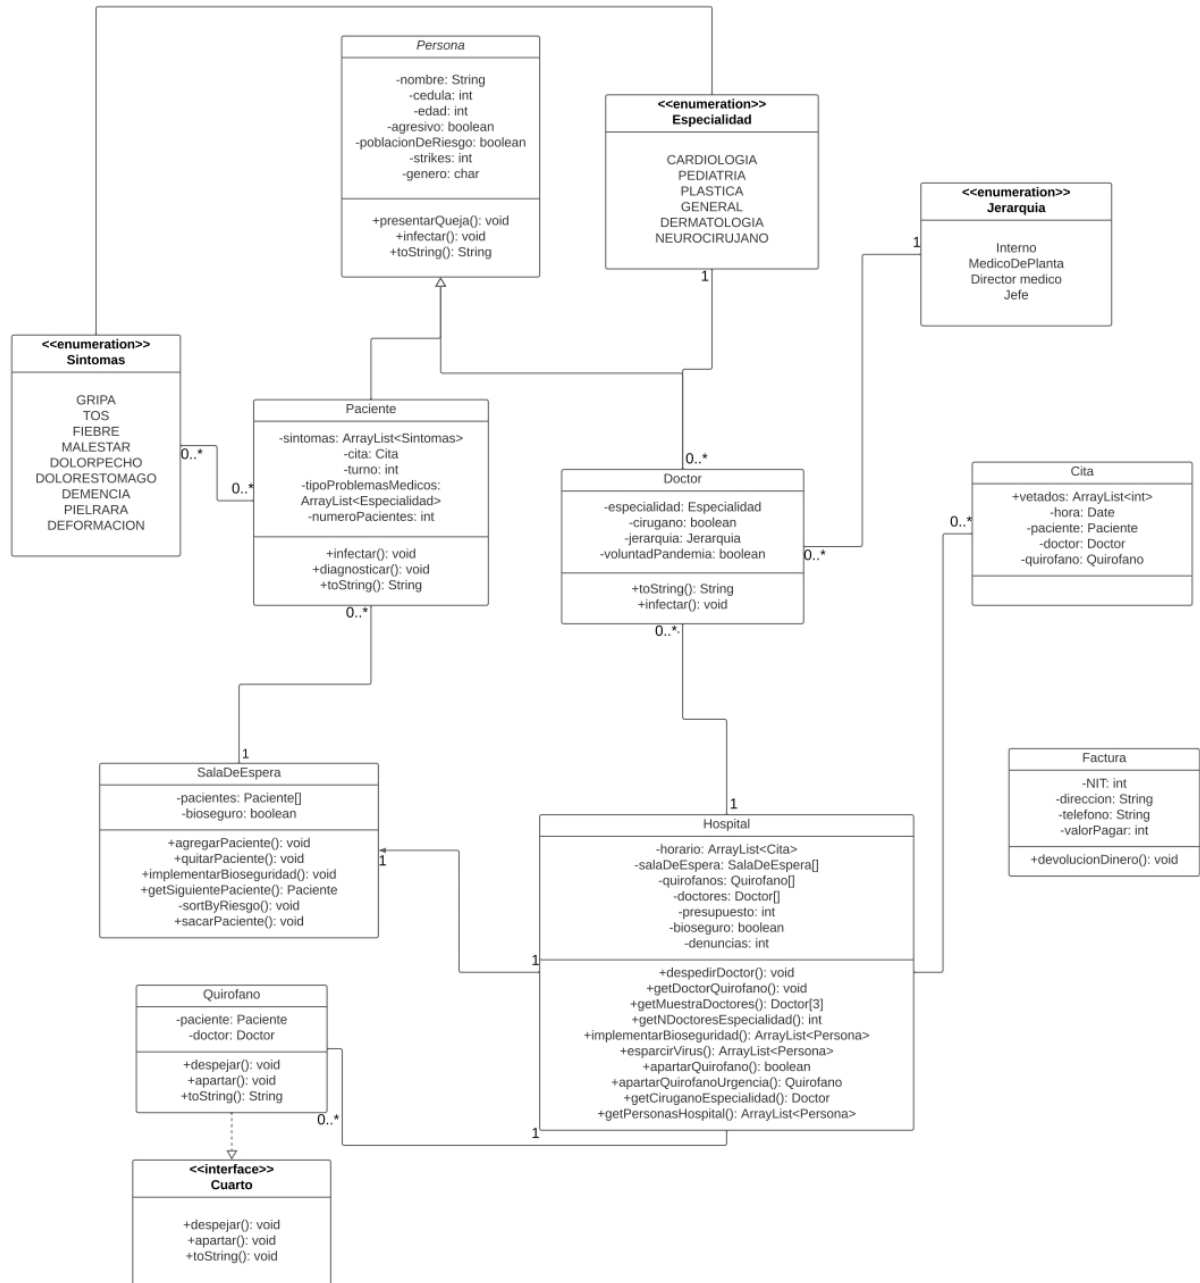 Persona
-nombre: String
-cedula: int
-edad: int
-agresivo: boolean
-poblacionDeRiesgo: boolean
-strikes: int
-genero: char
+presentarQueja(): void
+infectar(): void
+toString(): String
<<enumeration>>
Especialidad
CARDIOLOGIA
PEDIATRIA
PLASTICA
GENERAL
DERMATOLOGIA
NEUROCIRUJANO
1
<<enumeration>>
Jerarquia
Interno
MedicoDePlanta
Director medico
Jefe
1
<<enumeration>>
Sintomas
GRIPA
TOS
FIEBRE
MALESTAR
DOLORPECHO
DOLORESTOMAGO
DEMENCIA
PIELRARA
DEFORMACION
0..*
0..*
Paciente
-sintomas: ArrayList<Sintomas>
-cita: Cita
-turno: int
-tipoProblemasMedicos:
ArrayList<Especialidad>
-numeroPacientes: int
+infectar(): void
+diagnosticar(): void
+toString(): String
0..*
0..*
Doctor
-especialidad: Especialidad
-cirugano: boolean
-jerarquia: Jerarquia
-voluntadPandemia: boolean
+toString(): String
+infectar(): void
0..*
0..*
Cita
+vetados: ArrayList<int>
-hora: Date
-paciente: Paciente
-doctor: Doctor
-quirofano: Quirofano
0..*
1
SalaDeEspera
-pacientes: Paciente[]
-bioseguro: boolean
+agregarPaciente(): void
+quitarPaciente(): void
+implementarBioseguridad(): void
+getSiguientePaciente(): Paciente
-sortByRiesgo(): void
+sacarPaciente(): void
1
Factura
-NIT: int
-direccion: String
-telefono: String
-valorPagar: int
+devolucionDinero(): void
1
Hospital
-horario: ArrayList<Cita>
-salaDeEspera: SalaDeEspera[]
-quirofanos: Quirofano[]
-doctores: Doctor[]
-presupuesto: int
-bioseguro: boolean
-denuncias: int
+despedirDoctor(): void
+getDoctorQuirofano(): void
+getMuestraDoctores(): Doctor[3]
+getNDoctoresEspecialidad(): int
+implementarBioseguridad(): ArrayList<Persona>
+esparcirVirus(): ArrayList<Persona>
+apartarQuirofano(): boolean
+apartarQuirofanoUrgencia(): Quirofano
+getCiruganoEspecialidad(): Doctor
+getPersonasHospital(): ArrayList<Persona>
1
1
Quirofano
-paciente: Paciente
-doctor: Doctor
+despejar(): void
+apartar(): void
+toString(): String
0..*
<<interface>>
Cuarto
+despejar(): void
+apartar(): void
+toString(): void